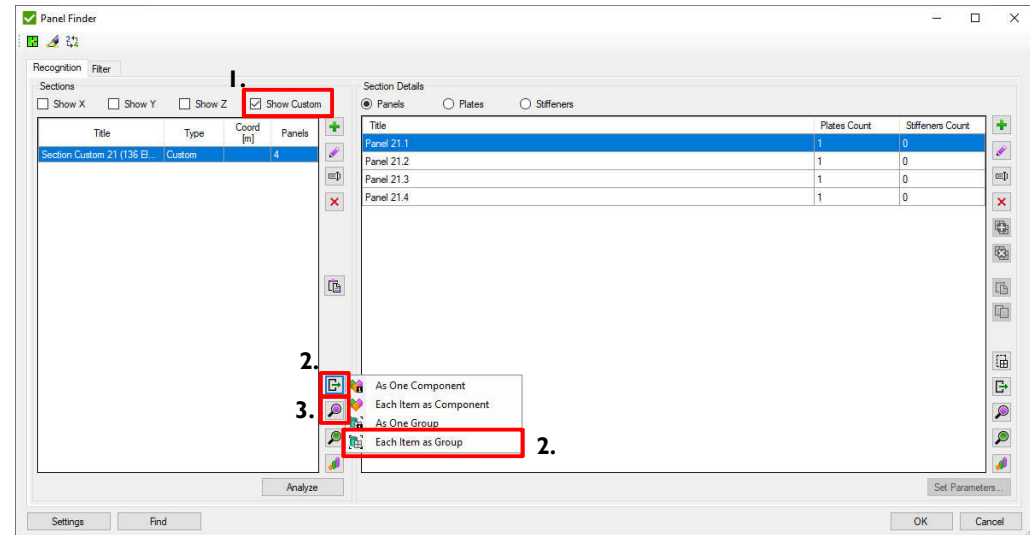 Panel Finder
Recognition Filter
1.
Sections
Show X Show Y Show Z Show Custom
Title Type Coord [m] Panels
Section Custom 21 (136 El... Custom 4
Section Details
Panels Plates Stiffeners
Title Plates Count Stiffeners Count
Panel 21.1 1 0
Panel 21.2 1 0
Panel 21.3 1 0
Panel 21.4 1 0
2.
As One Component
3.
Each Item as Component
As One Group
Each Item as Group
2.
Analyze
Set Parameters...
Settings Find
OK Cancel